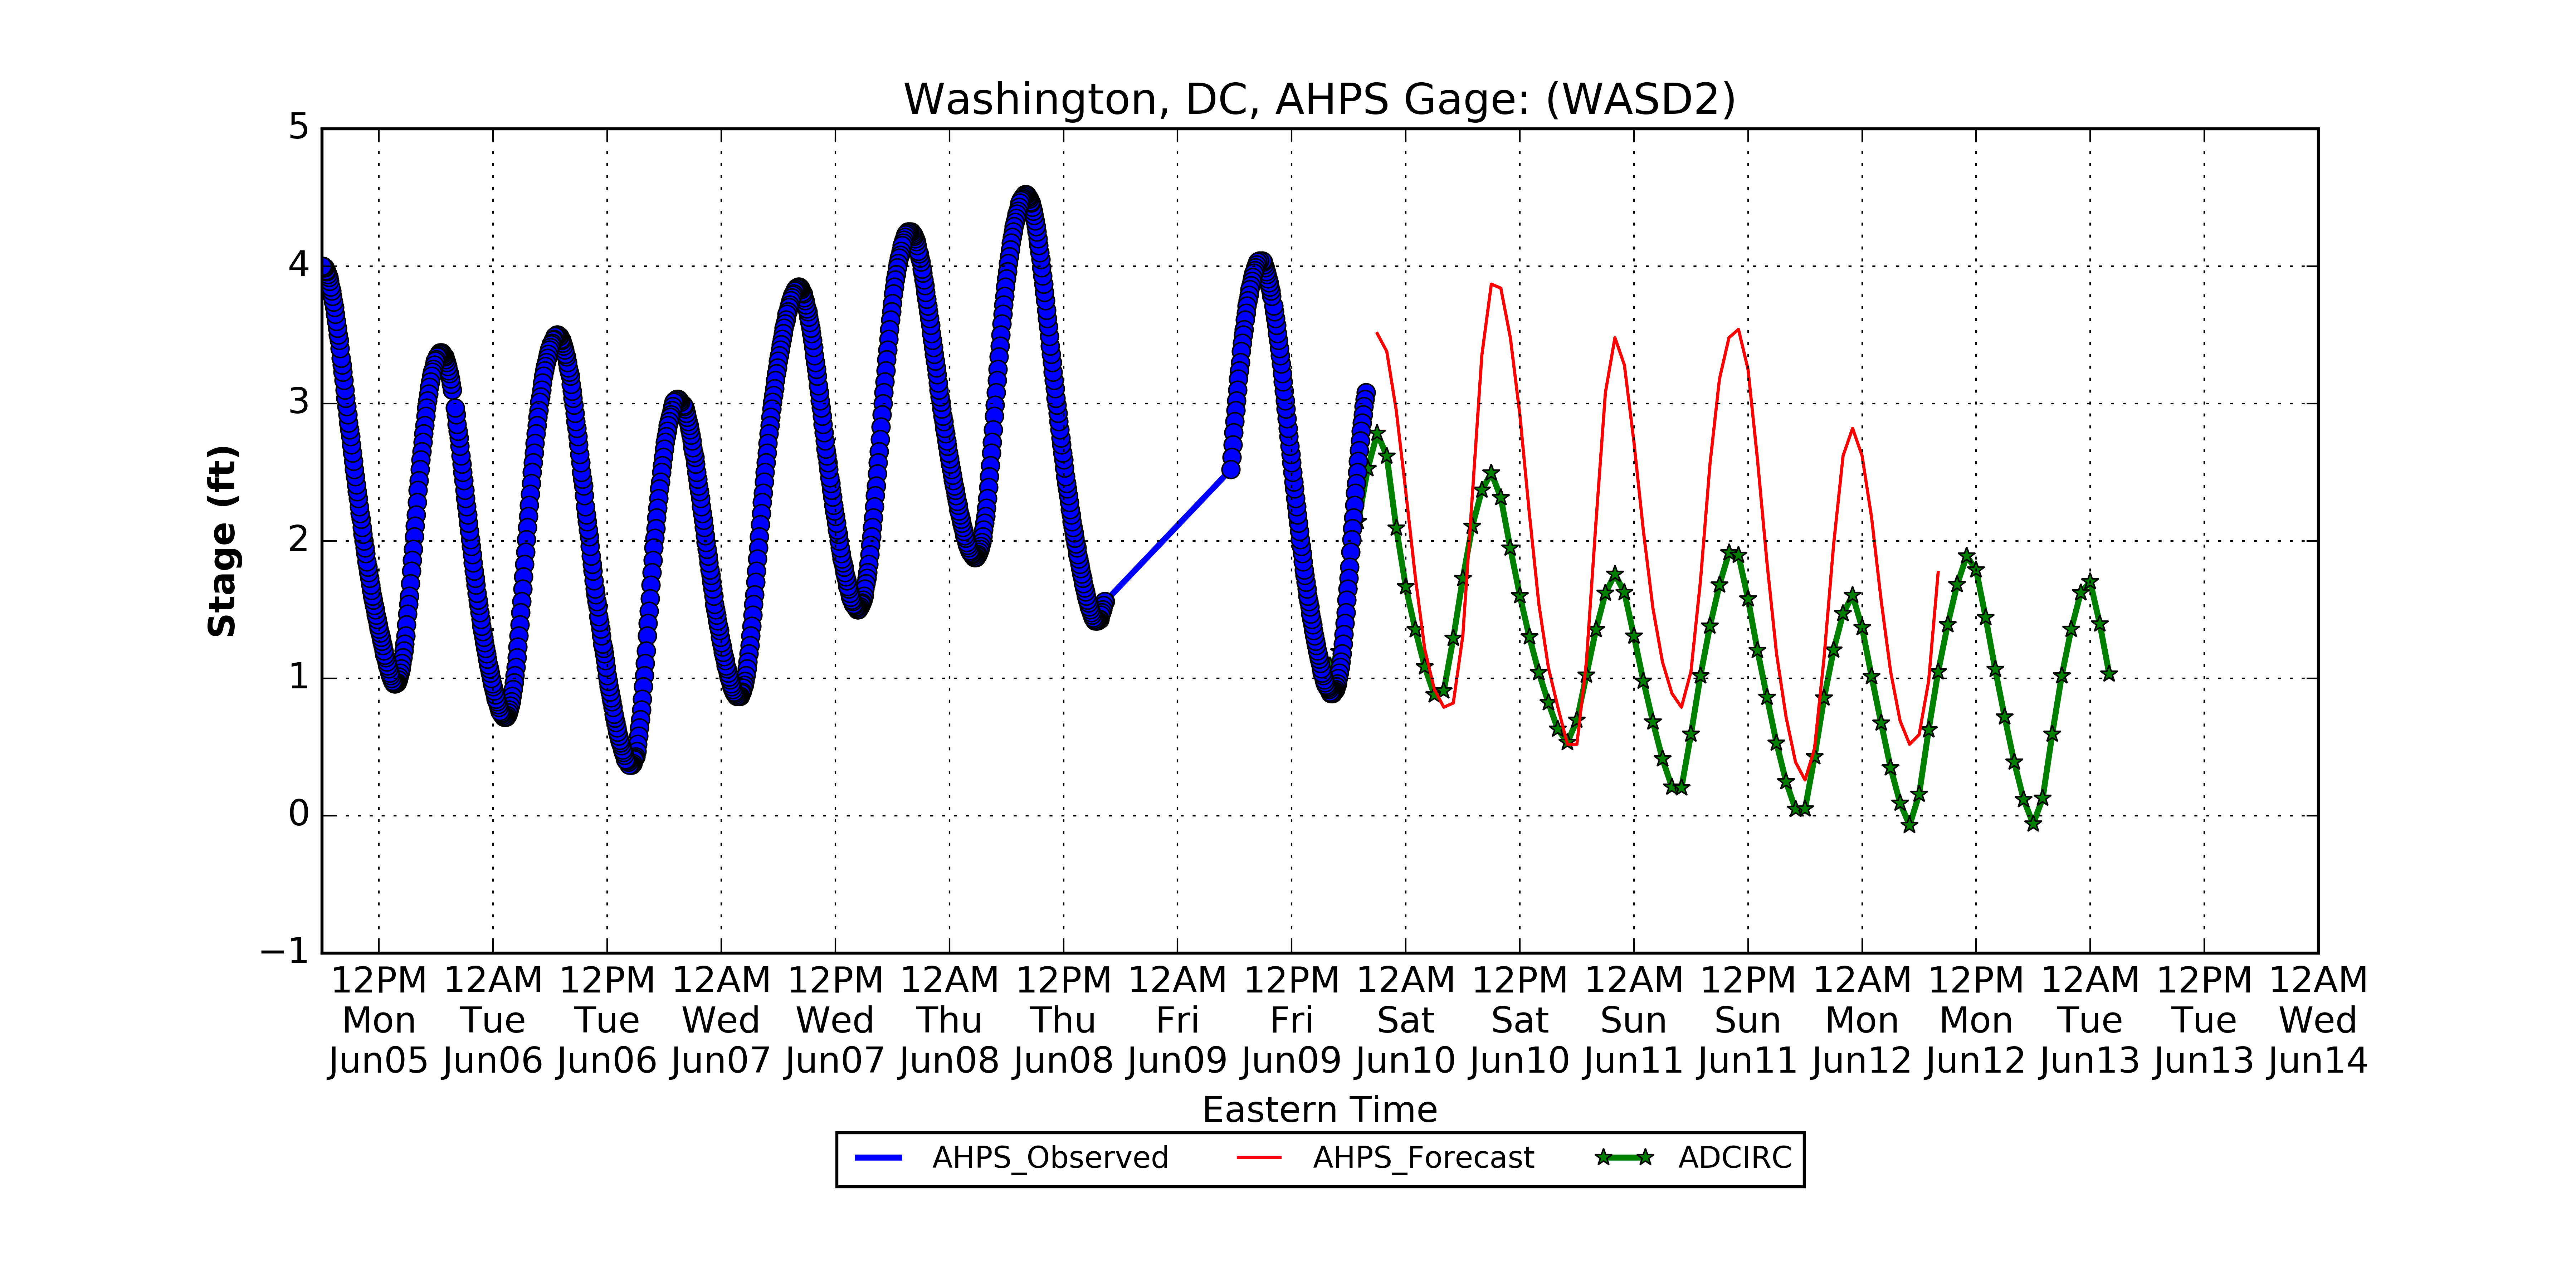 Washington, DC, AHPS Gage: (WASD2)
5
4
3
2
1
0
−1
Stage (ft)
12PM 12AM 12PM 12AM 12PM 12AM 12PM 12AM 12PM 12AM 12PM 12AM 12PM 12AM 12PM 12AM 12PM 12AM
Mon Tue Tue Wed Wed Thu Thu Fri Fri Sat Sat Sun Sun Mon Mon Tue Tue Wed
Jun05 Jun06 Jun06 Jun07 Jun07 Jun08 Jun08 Jun09 Jun09 Jun10 Jun10 Jun11 Jun11 Jun12 Jun12 Jun13 Jun13 Jun14
Eastern Time
AHPS_Observed AHPS_Forecast ADCIRC